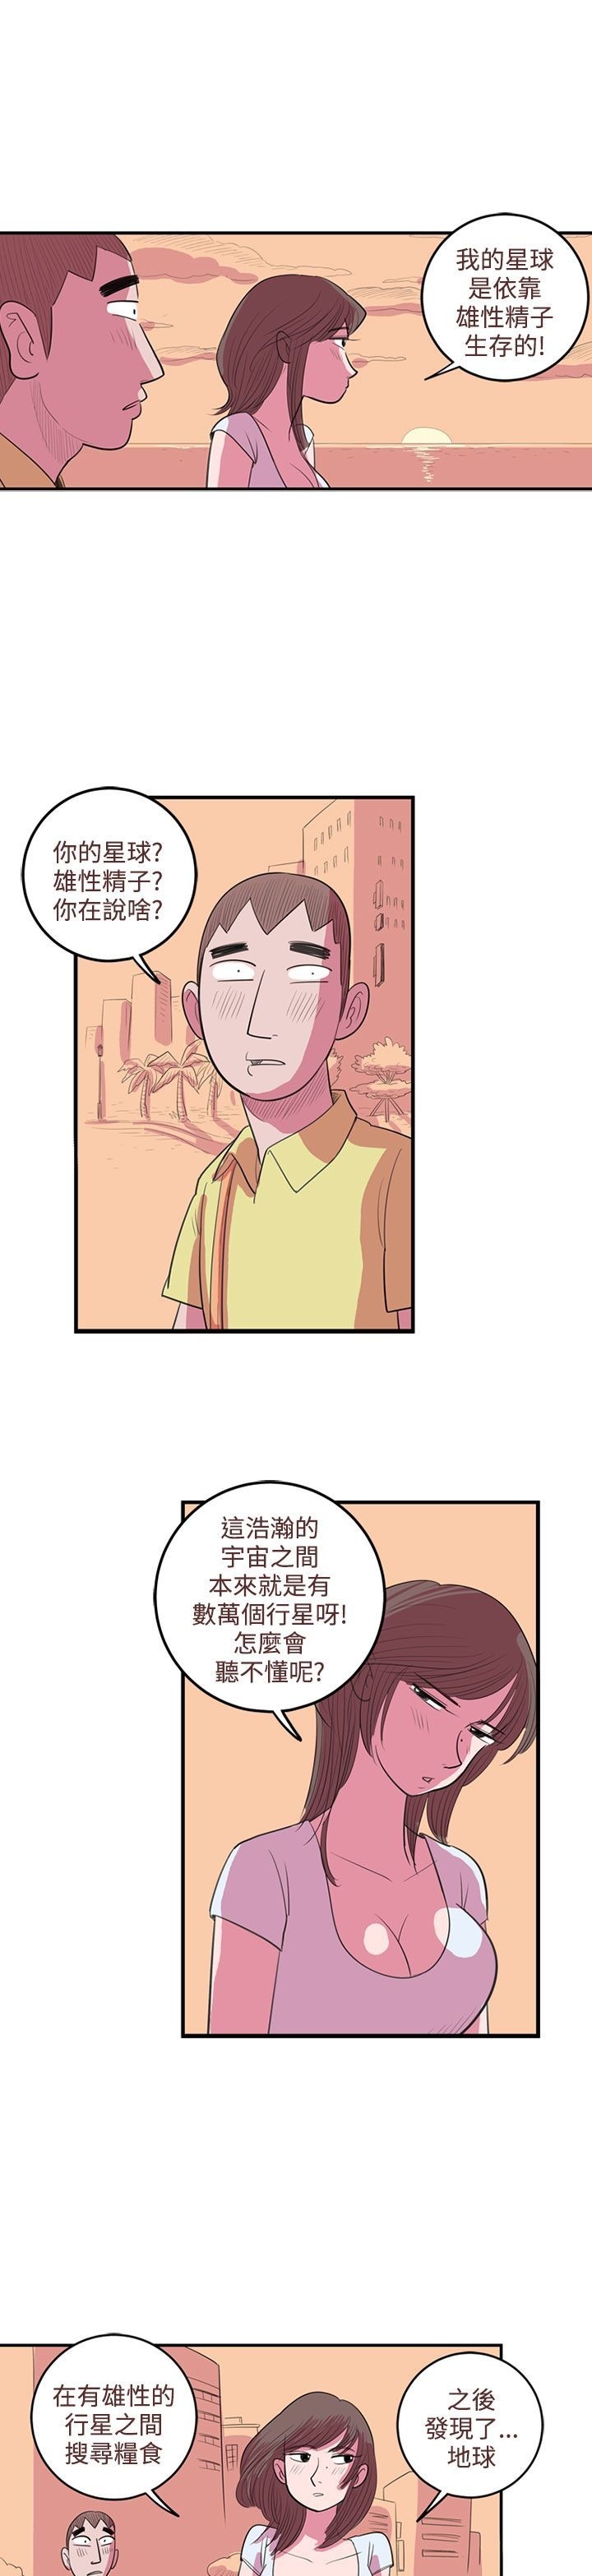 我的星球
是依靠
雄性精子
生存的!
你的星球?
雄性精子?
你在說啥?
這浩瀚的
宇宙之間
本來就是有
數萬個行星呀!
怎麼會
聽不懂呢?
在有雄性的
行星之間
搜尋糧食
之後
發現了...
地球